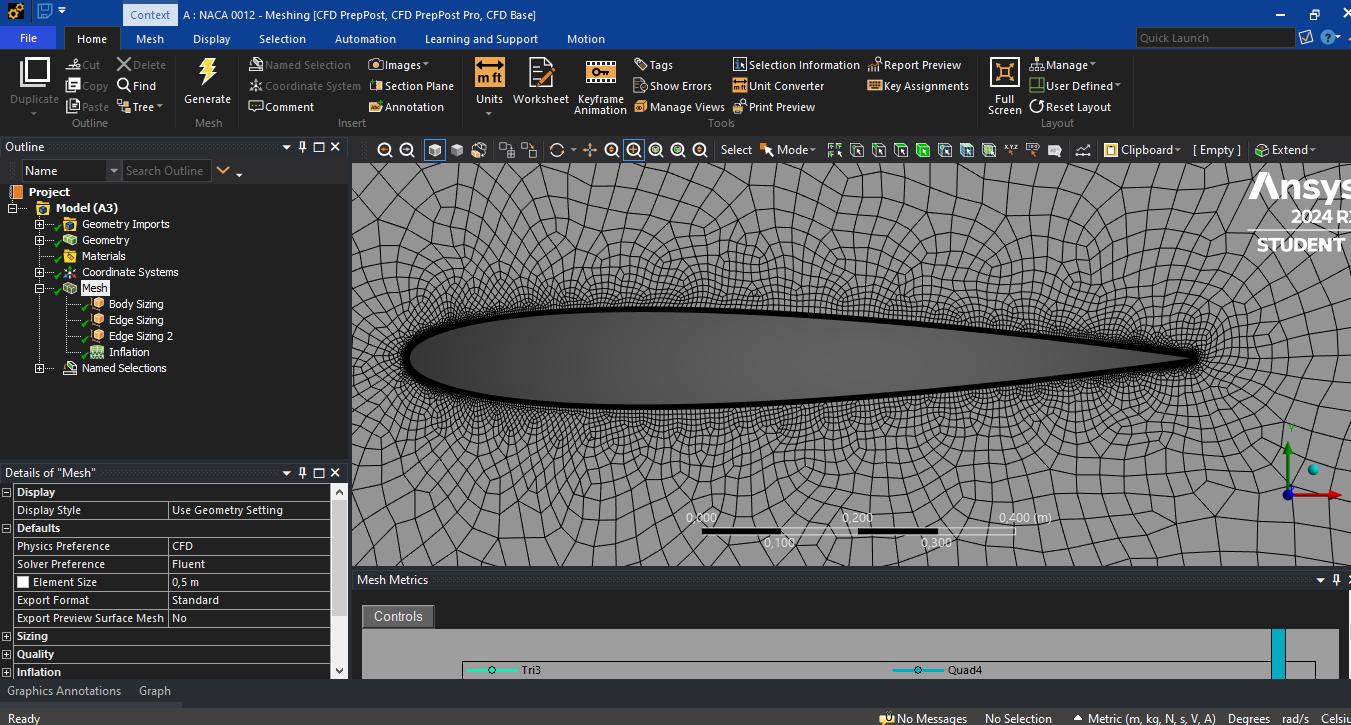 Context A : NACA 0012 - Meshing [CFD PrepPost, CFD PrepPost Pro, CFD Base]
File Home Mesh Display Selection Automation Learning and Support Motion Quick Launch
Duplicate
Cut Delete
Copy Find
Paste Tree
Outline
Generate
Mesh
Named Selection Images
Coordinate System Section Plane
Comment Annotation
Insert
Units Worksheet Keyframe Animation
Tags Selection Information Report Preview
Show Errors Unit Converter Key Assignments
Manage Views Print Preview
Tools
Full Screen
Manage
User Defined
Reset Layout
Layout
Outline
Name Search Outline
Select Mode Clipboard [ Empty ] Extend
Project
Model (A3)
Geometry Imports
Geometry
Materials
Coordinate Systems
Mesh
Body Sizing
Edge Sizing
Edge Sizing 2
Inflation
Named Selections
Ansys
2024 R
STUDENT
Y
0,000 0,200 0,400 (m)
0,100 0,300
Details of "Mesh"
Display
Display Style Use Geometry Setting
Defaults
Physics Preference CFD
Solver Preference Fluent
Element Size 0,5 m
Export Format Standard
Export Preview Surface Mesh No
Sizing
Quality
Inflation
Graphics Annotations Graph
Mesh Metrics
Controls
Tri3 Quad4
Ready No Messages No Selection Metric (m, kg, N, s, V, A) Degrees rad/s Celsiu